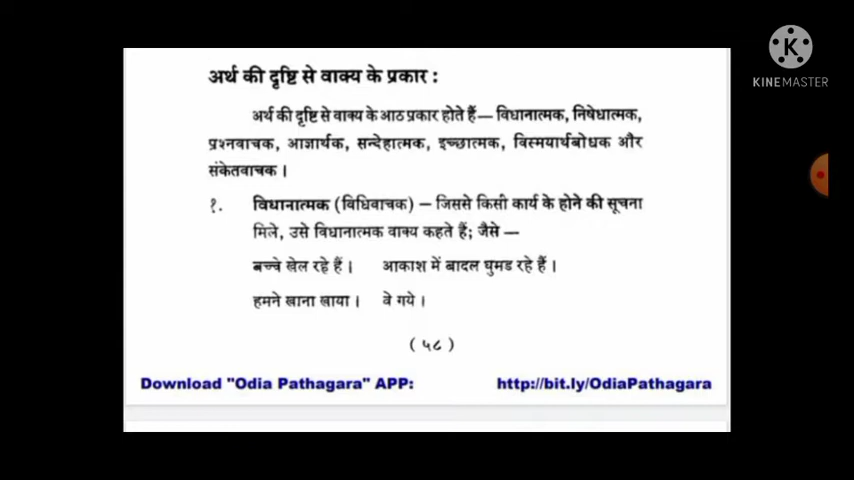 अर्थ की दृष्टि से वाक्य के प्रकार :
अर्थ की दृष्टि से वाक्य के आठ प्रकार होते हैं— विधानात्मक, निषेधात्मक,
प्रश्नवाचक, आज्ञार्थक, सन्देहात्मक, इच्छात्मक, विस्मयार्थबोधक और
संकेतवाचक ।
१. विधानात्मक (विधिवाचक) – जिससे किसी कार्य के होने की सूचना
मिले, उसे विधानात्मक वाक्य कहते हैं; जैसे —
बच्चे खेल रहे हैं । आकाश में बादल घुमड रहे हैं ।
हमने खाना खाया । वे गये ।
( ५८ )
Download "Odia Pathagara" APP: http://bit.ly/OdiaPathagara
K
KINEMASTER